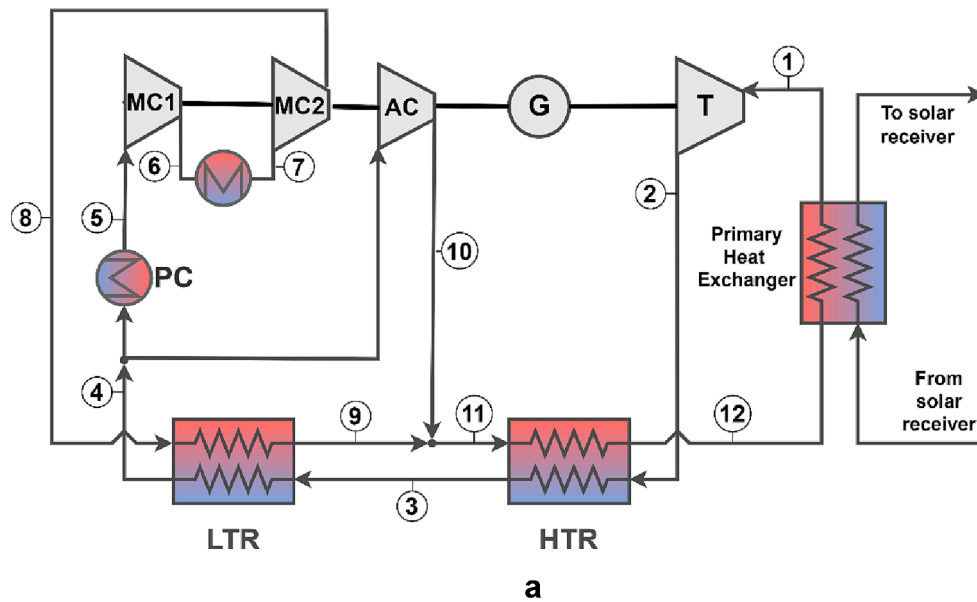 1
To solar
receiver
MC1
MC2
AC
G
T
6
7
2
8
5
10
Primary
Heat
Exchanger
PC
4
From
solar
receiver
9
11
12
3
LTR
HTR
a